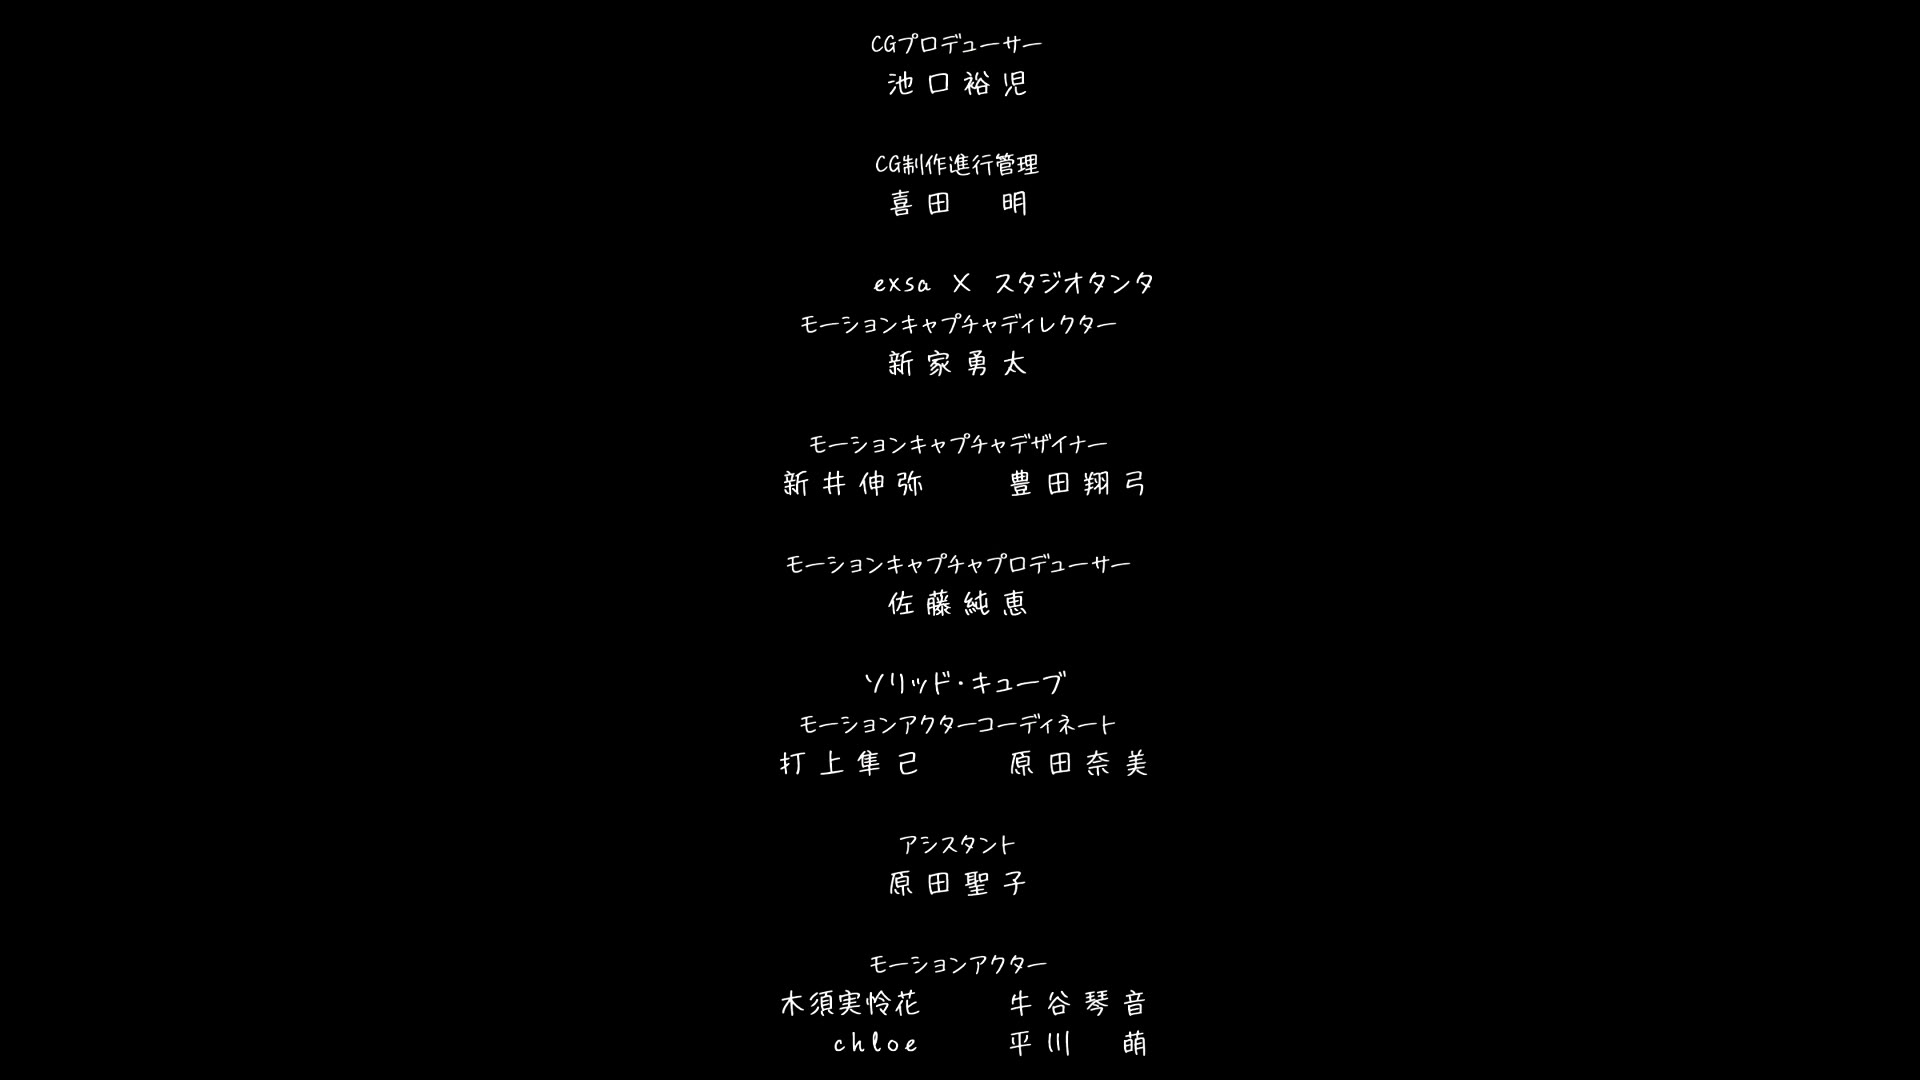 CGプロデューサー
池口裕児
CG制作進行管理
喜田　明
exsa X スタジオタンタ
モーションキャプチャディレクター
新家勇太
モーションキャプチャデザイナー
新井伸弥　豊田翔弓
モーションキャプチャプロデューサー
佐藤純恵
ソリッド・キューブ
モーションアクターコーディネート
打上隼己　原田奈美
アシスタント
原田聖子
モーションアクター
木須実怜花　牛谷琴音
chloe　平川　萌